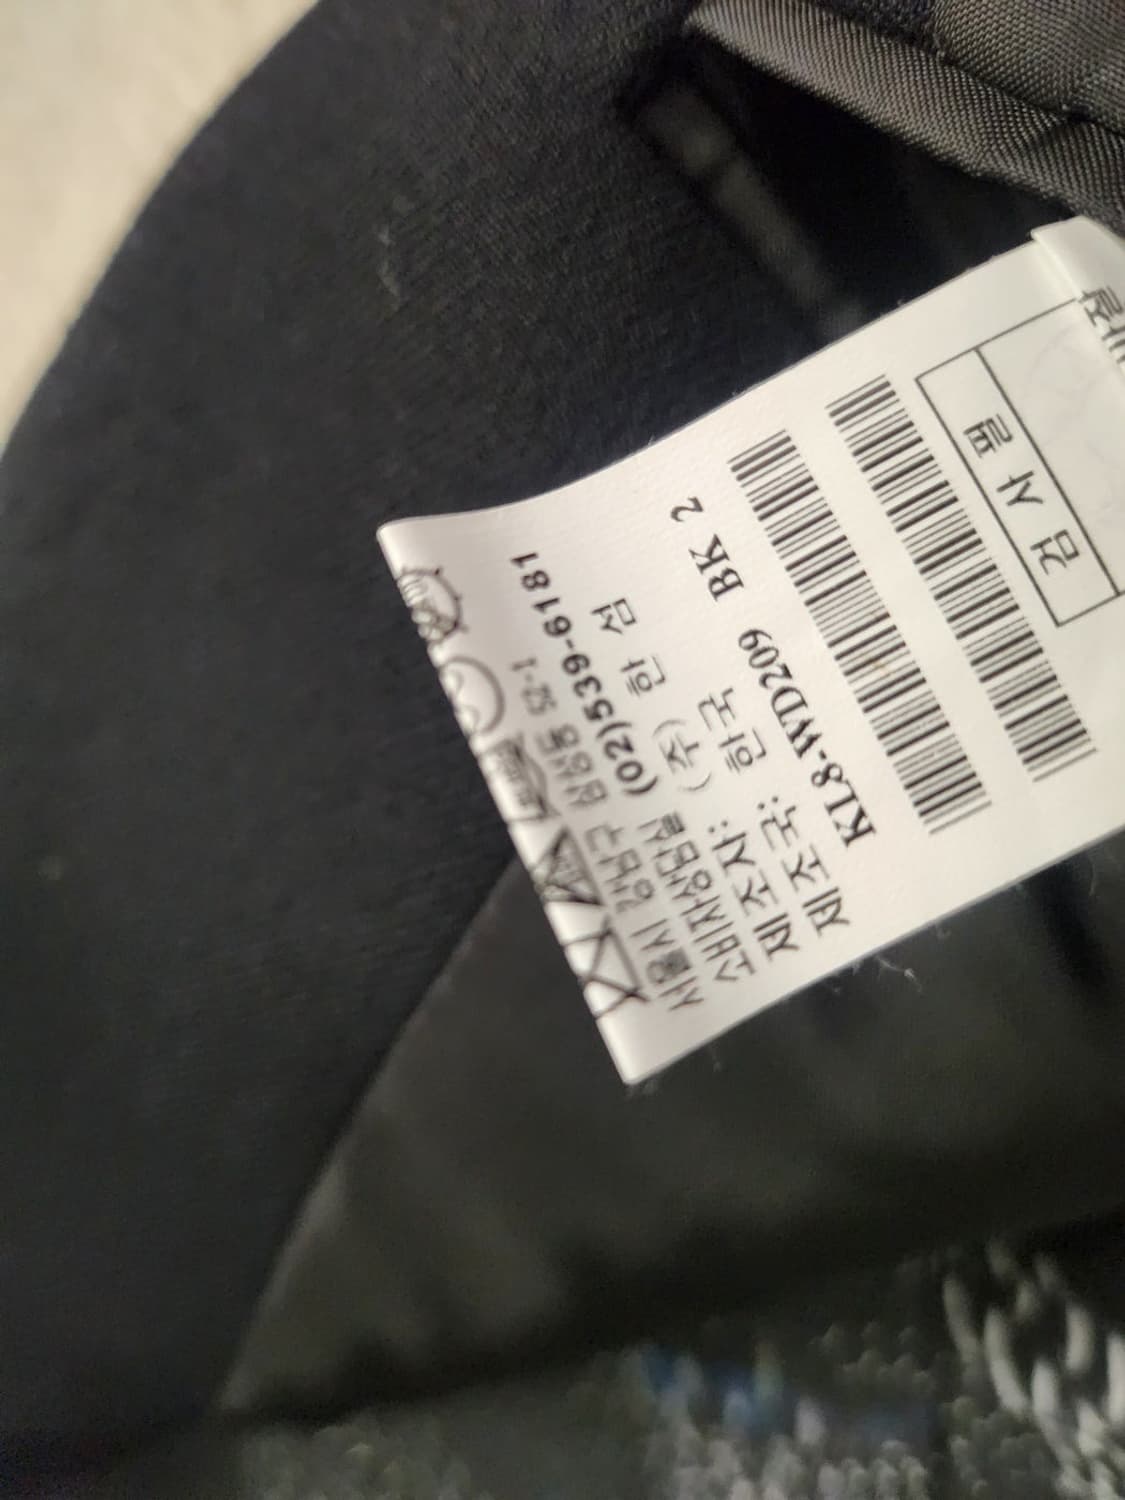 서울시 강남구 삼성동 52-1
소비자상담실 (02)539-6181
제조사: (주) 한 섬
제조국: 한국
KL8-WD209 BK 2
검 사 필